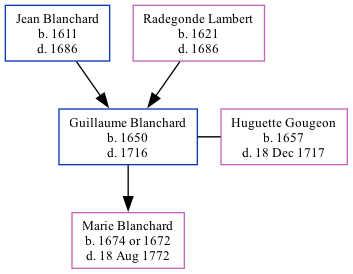 Jean Blanchard
b. 1611
d. 1686
Radegonde Lambert
b. 1621
d. 1686
Guillaume Blanchard
b. 1650
d. 1716
Huguette Gougeon
b. 1657
d. 18 Dec 1717
Marie Blanchard
b. 1674 or 1672
d. 18 Aug 1772